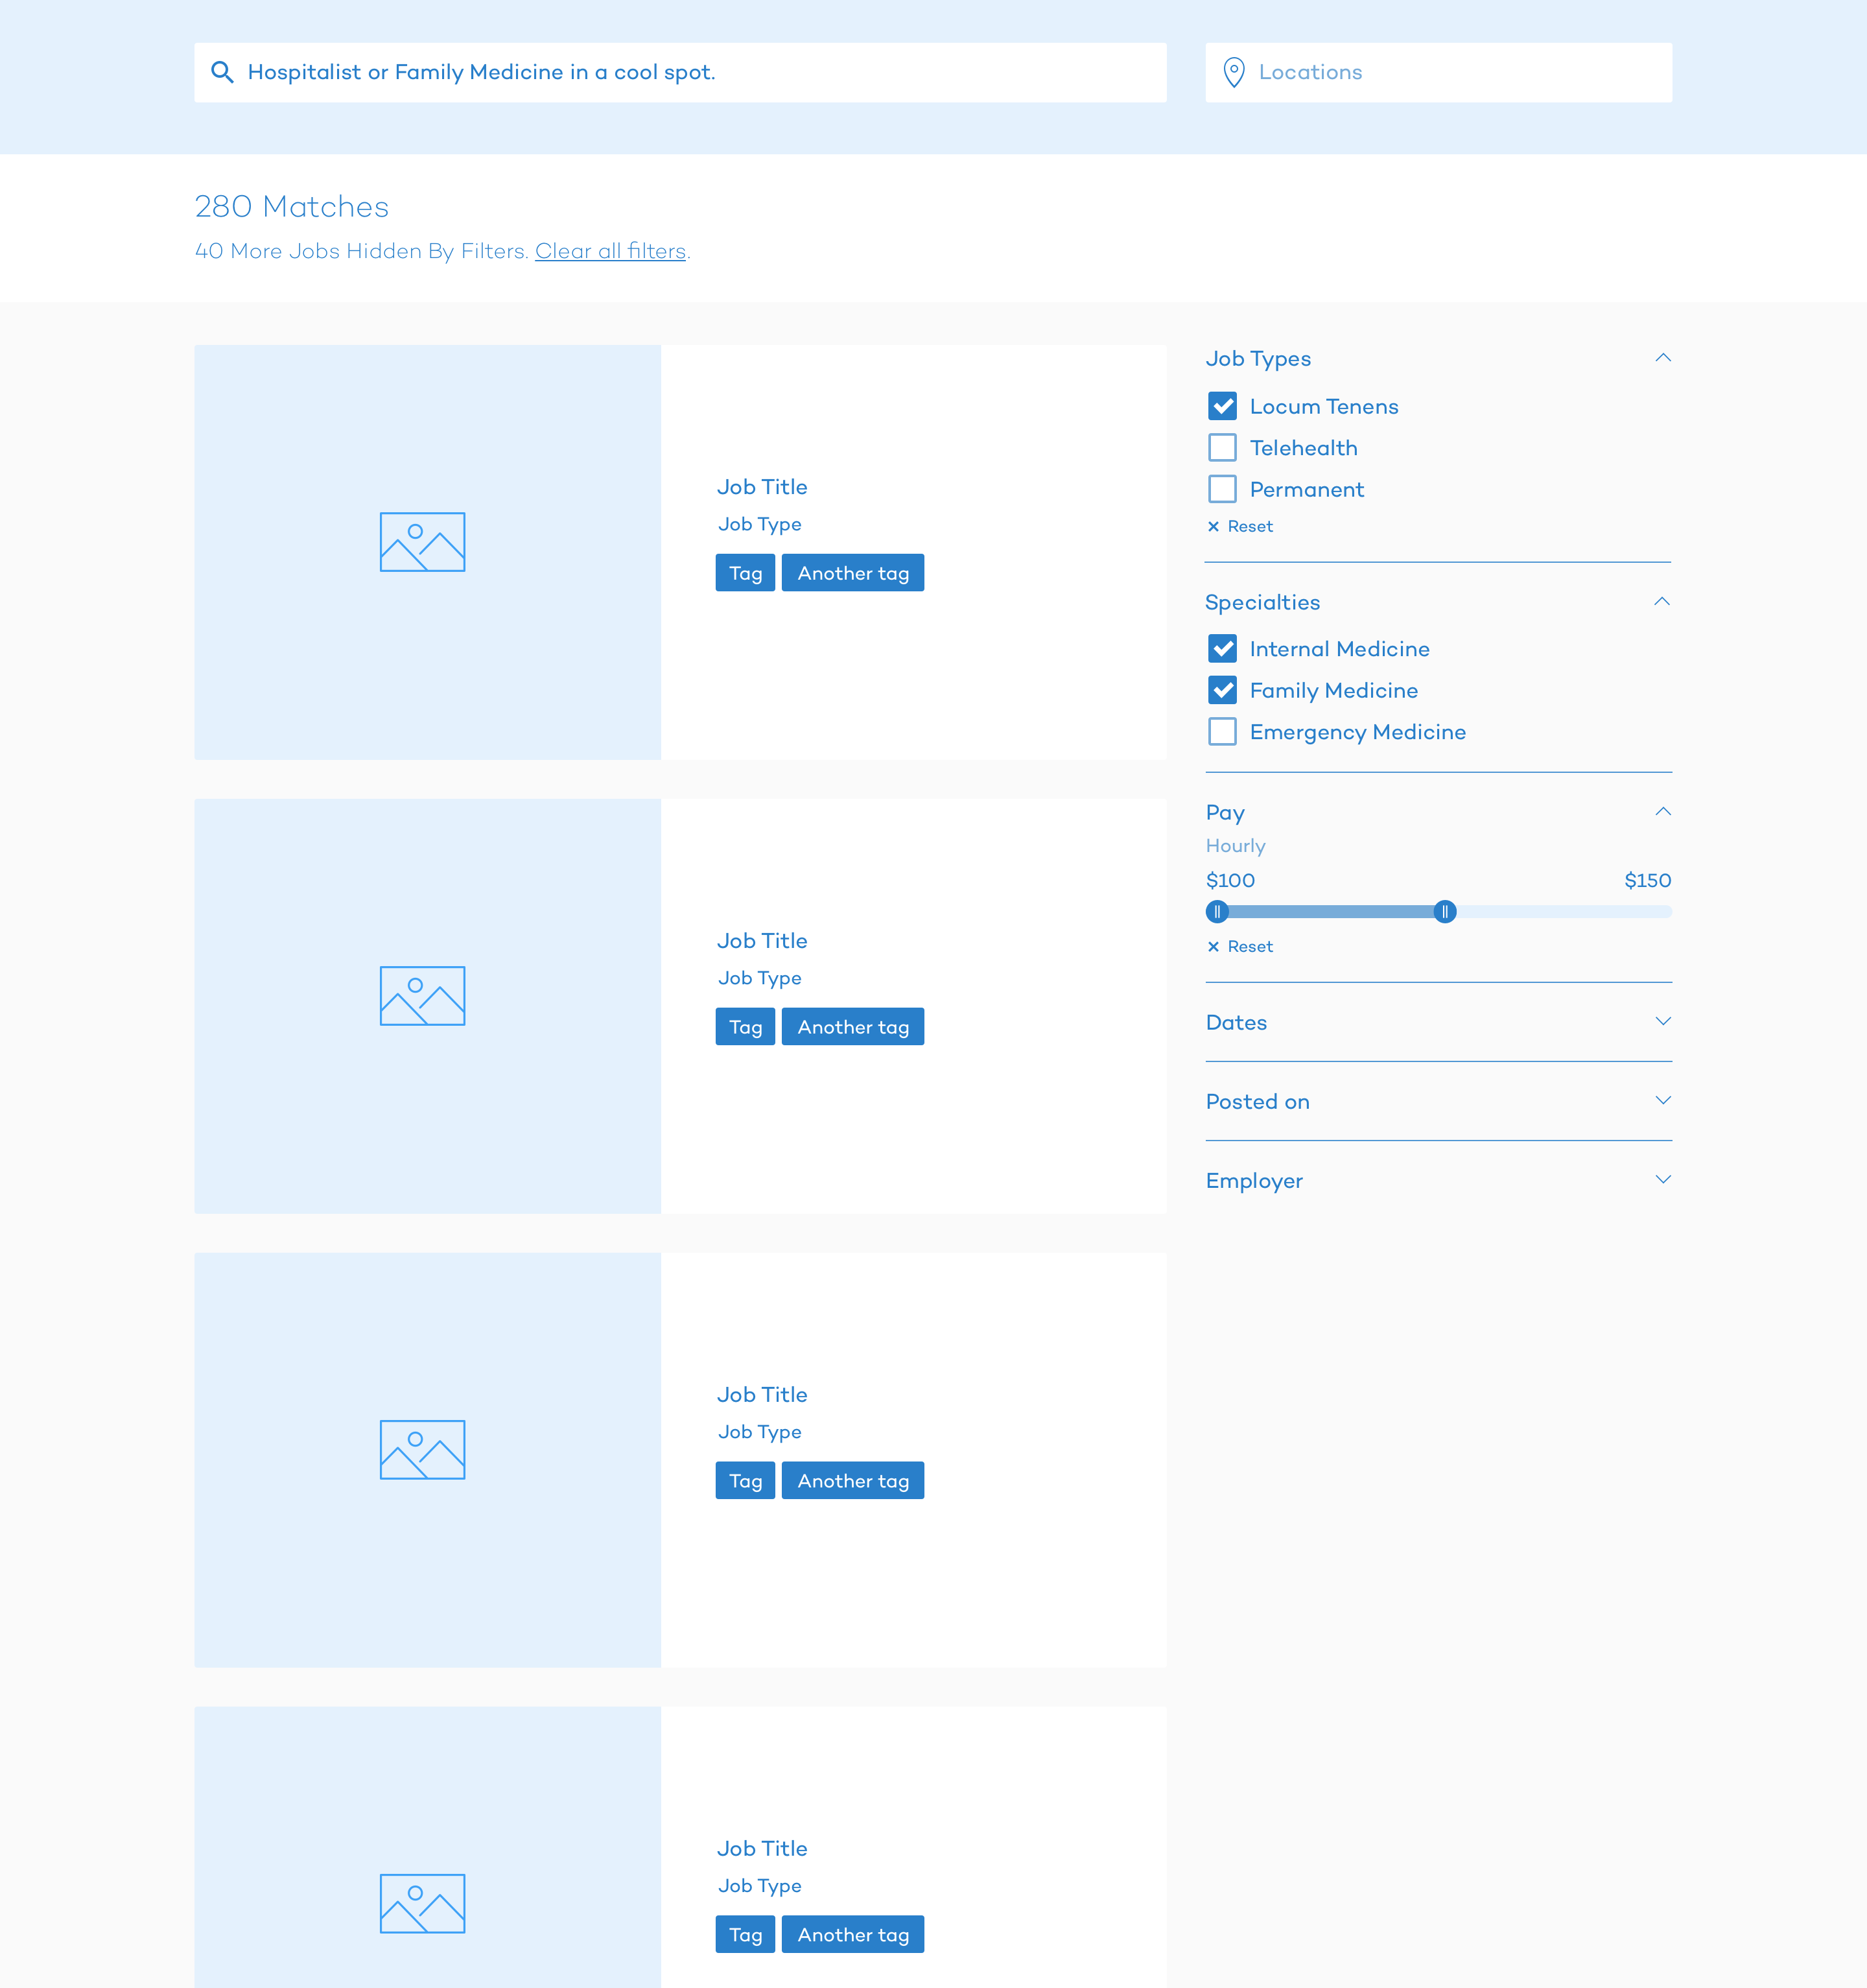 Hospitalist or Family Medicine in a cool spot.
Locations
280 Matches
40 More Jobs Hidden By Filters. Clear all filters.
Job Title
Job Type
Tag Another tag
Job Title
Job Type
Tag Another tag
Job Title
Job Type
Tag Another tag
Job Title
Job Type
Tag Another tag
Job Types
Locum Tenens
Telehealth
Permanent
Reset
Specialties
Internal Medicine
Family Medicine
Emergency Medicine
Pay
Hourly
$100 $150
Reset
Dates
Posted on
Employer